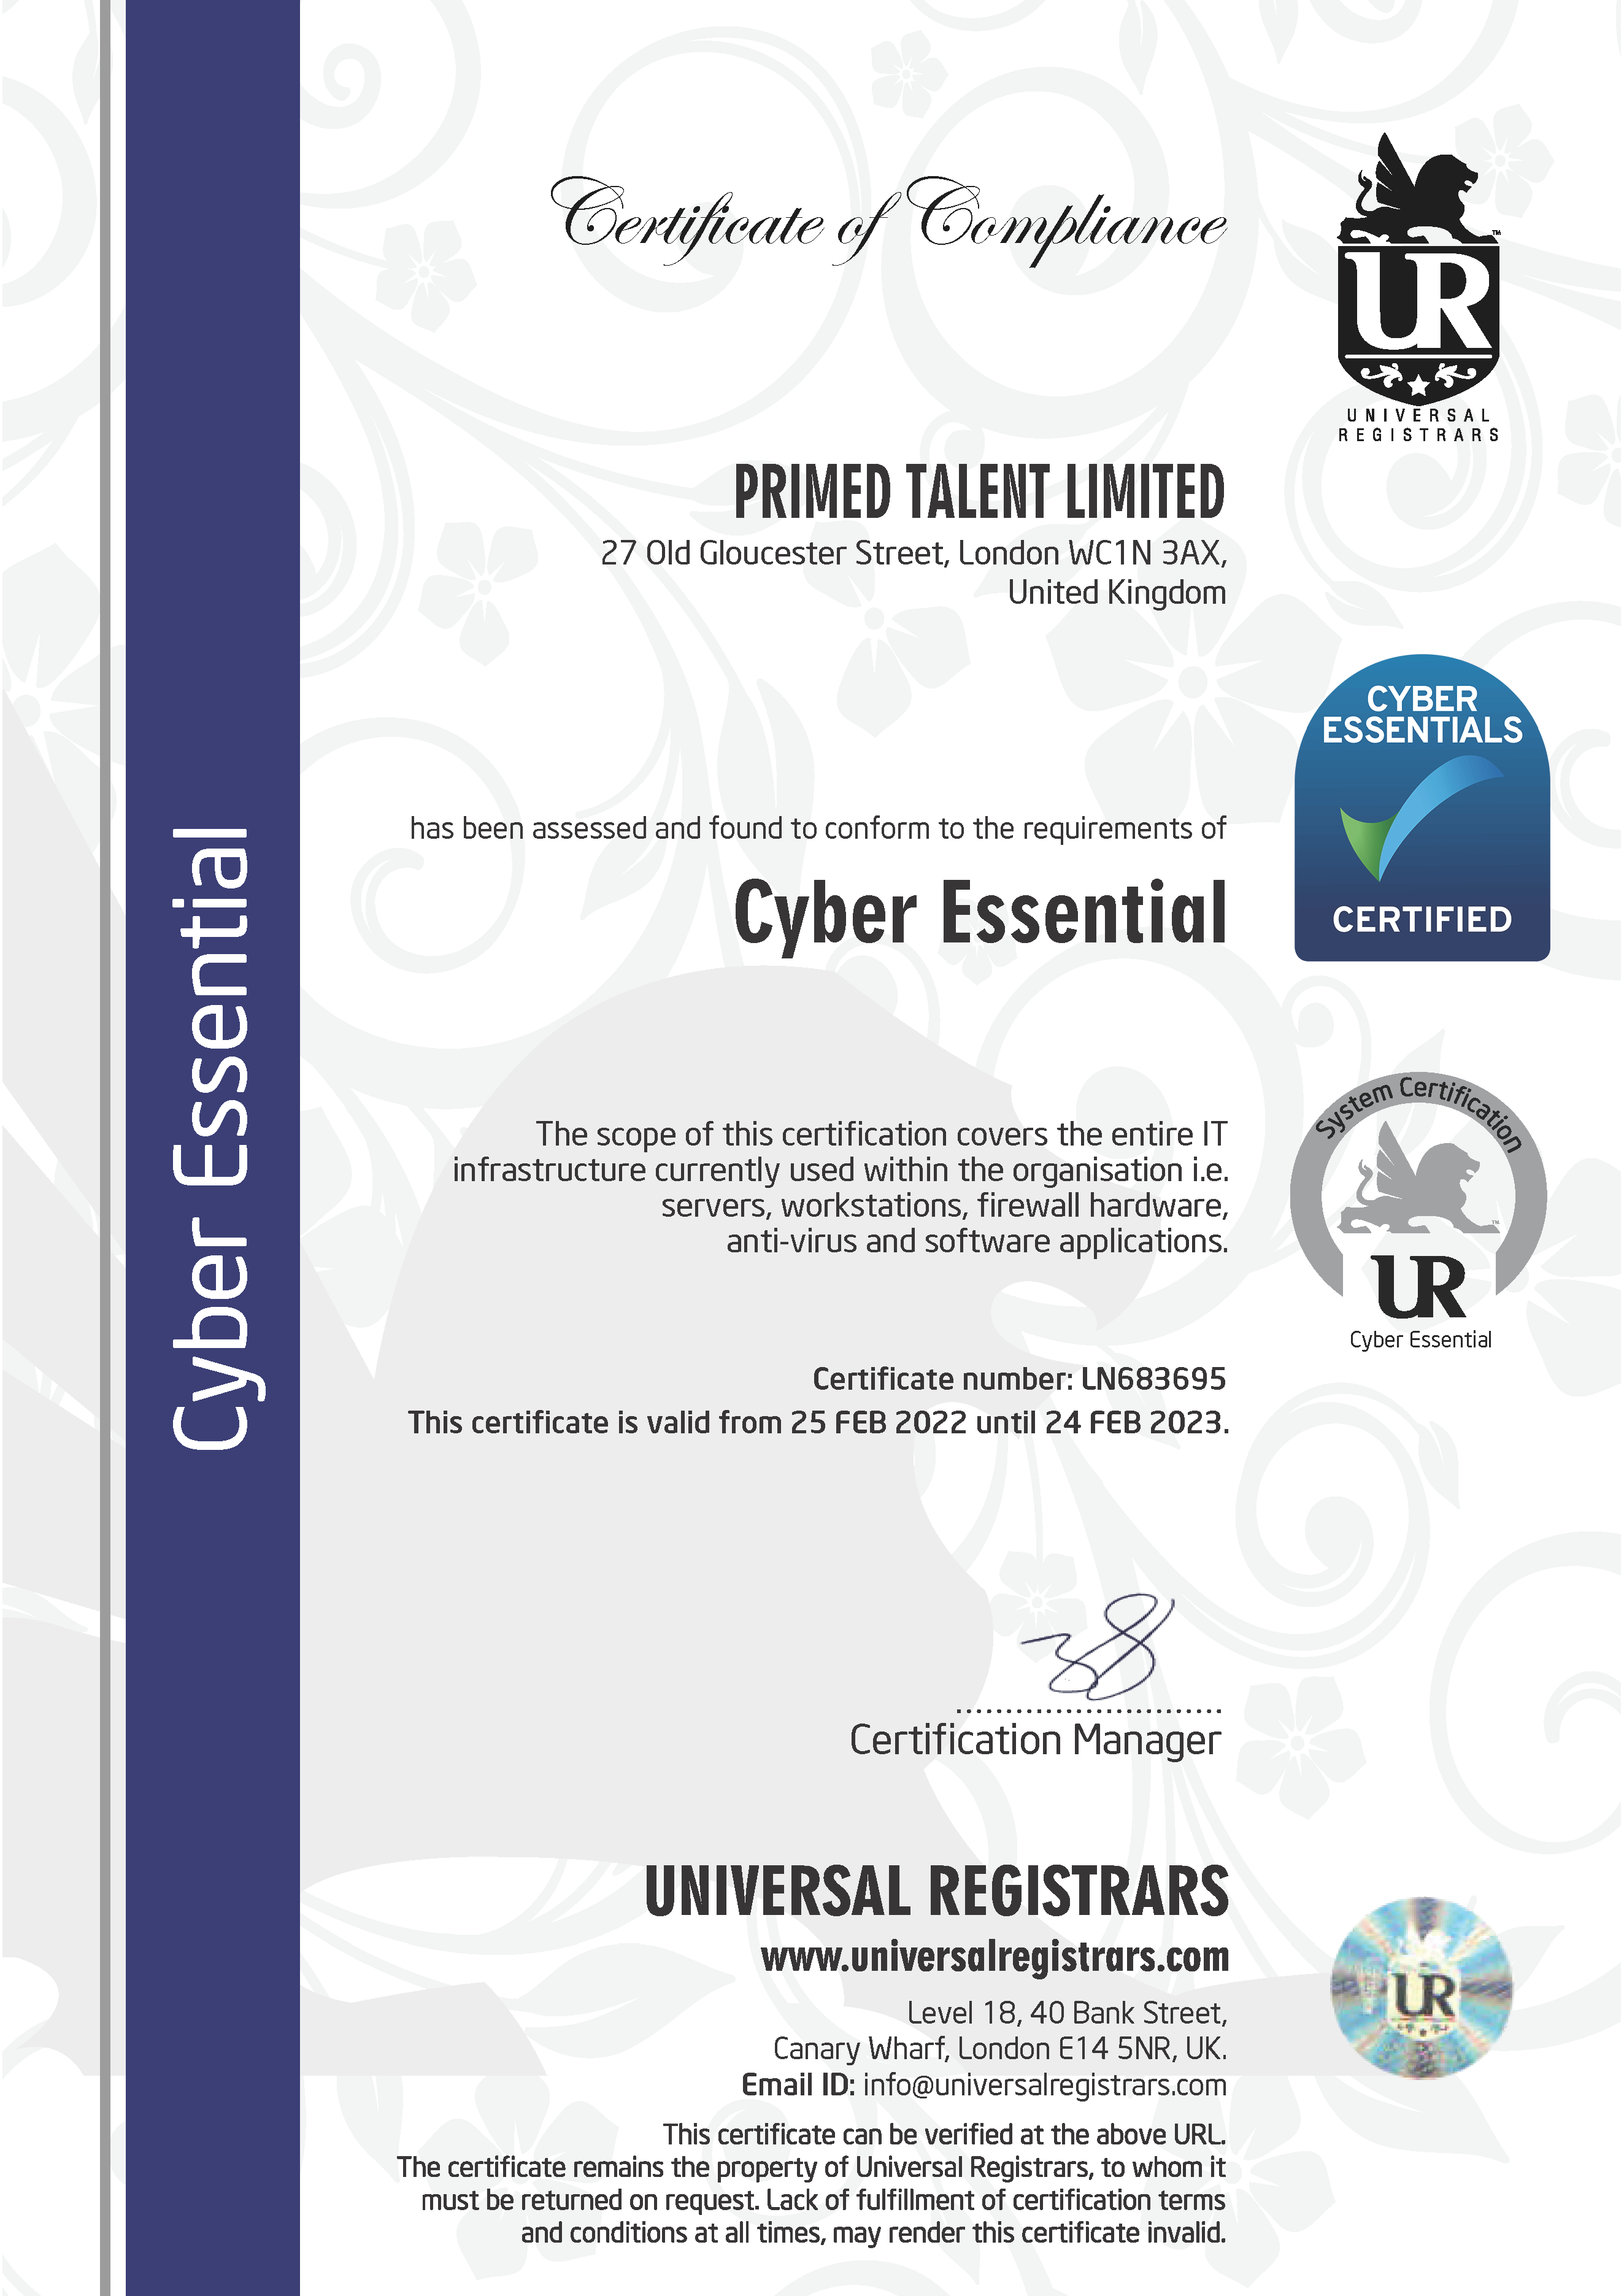 Certificate of Compliance
™
UR
UNIVERSAL
REGISTRARS
PRIMED TALENT LIMITED
27 Old Gloucester Street, London WC1N 3AX,
United Kingdom
CYBER
ESSENTIALS
CERTIFIED
has been assessed and found to conform to the requirements of
Cyber Essential
Cyber Essential
The scope of this certification covers the entire IT
infrastructure currently used within the organisation i.e.
servers, workstations, firewall hardware,
anti-virus and software applications.
System Certification
™
UR
Cyber Essential
Certificate number: LN683695
This certificate is valid from 25 FEB 2022 until 24 FEB 2023.
Certification Manager
UNIVERSAL REGISTRARS
www.universalregistrars.com
Level 18, 40 Bank Street,
Canary Wharf, London E14 5NR, UK.
Email ID: info@universalregistrars.com
UR
This certificate can be verified at the above URL.
The certificate remains the property of Universal Registrars, to whom it
must be returned on request. Lack of fulfillment of certification terms
and conditions at all times, may render this certificate invalid.